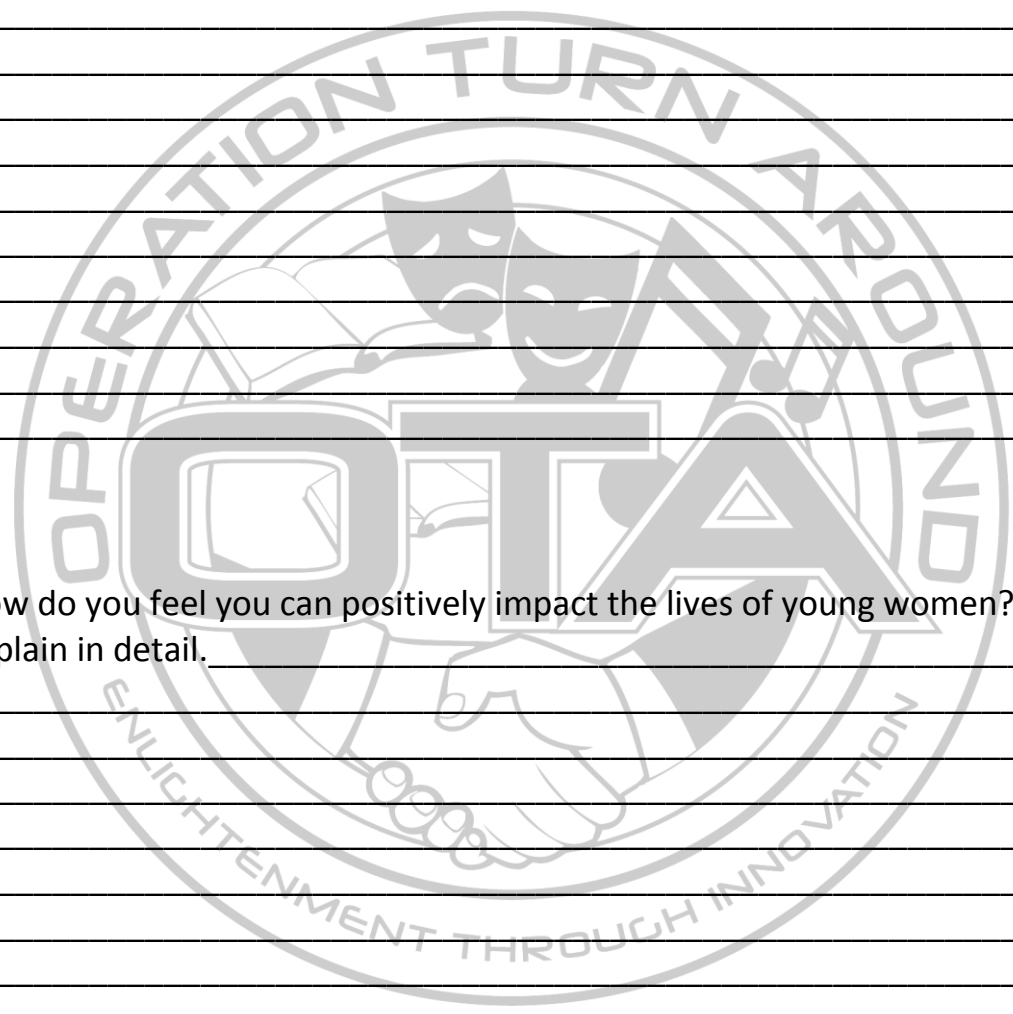 OPERATION TURN AROUND
OTA
ow do you feel you can positively impact the lives of young women?
plain in detail.
ENLIGHTENMENT THROUGH INNOVATION